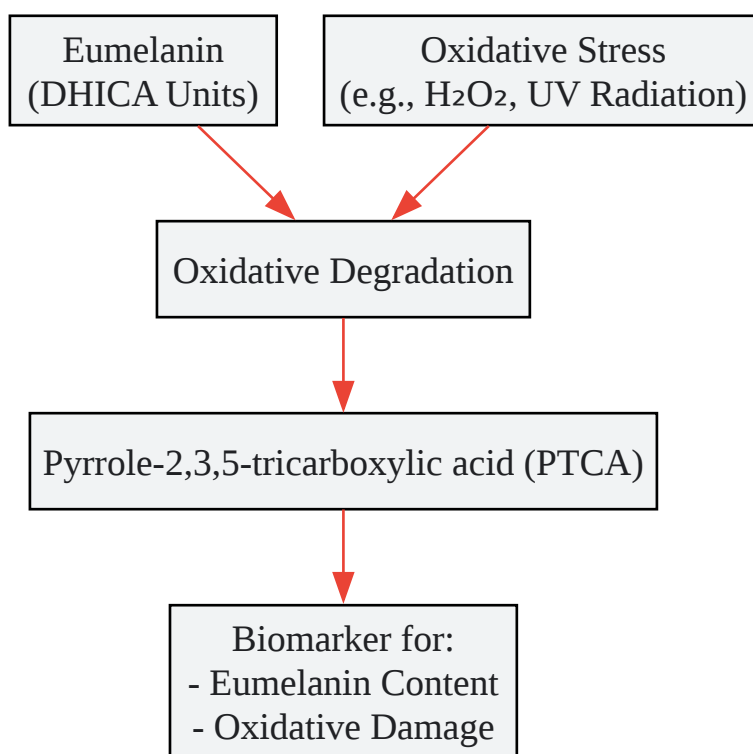 Eumelanin
(DHICA Units)
Oxidative Stress
(e.g., H₂O₂, UV Radiation)
Oxidative Degradation
Pyrrole-2,3,5-tricarboxylic acid (PTCA)
Biomarker for:
- Eumelanin Content
- Oxidative Damage